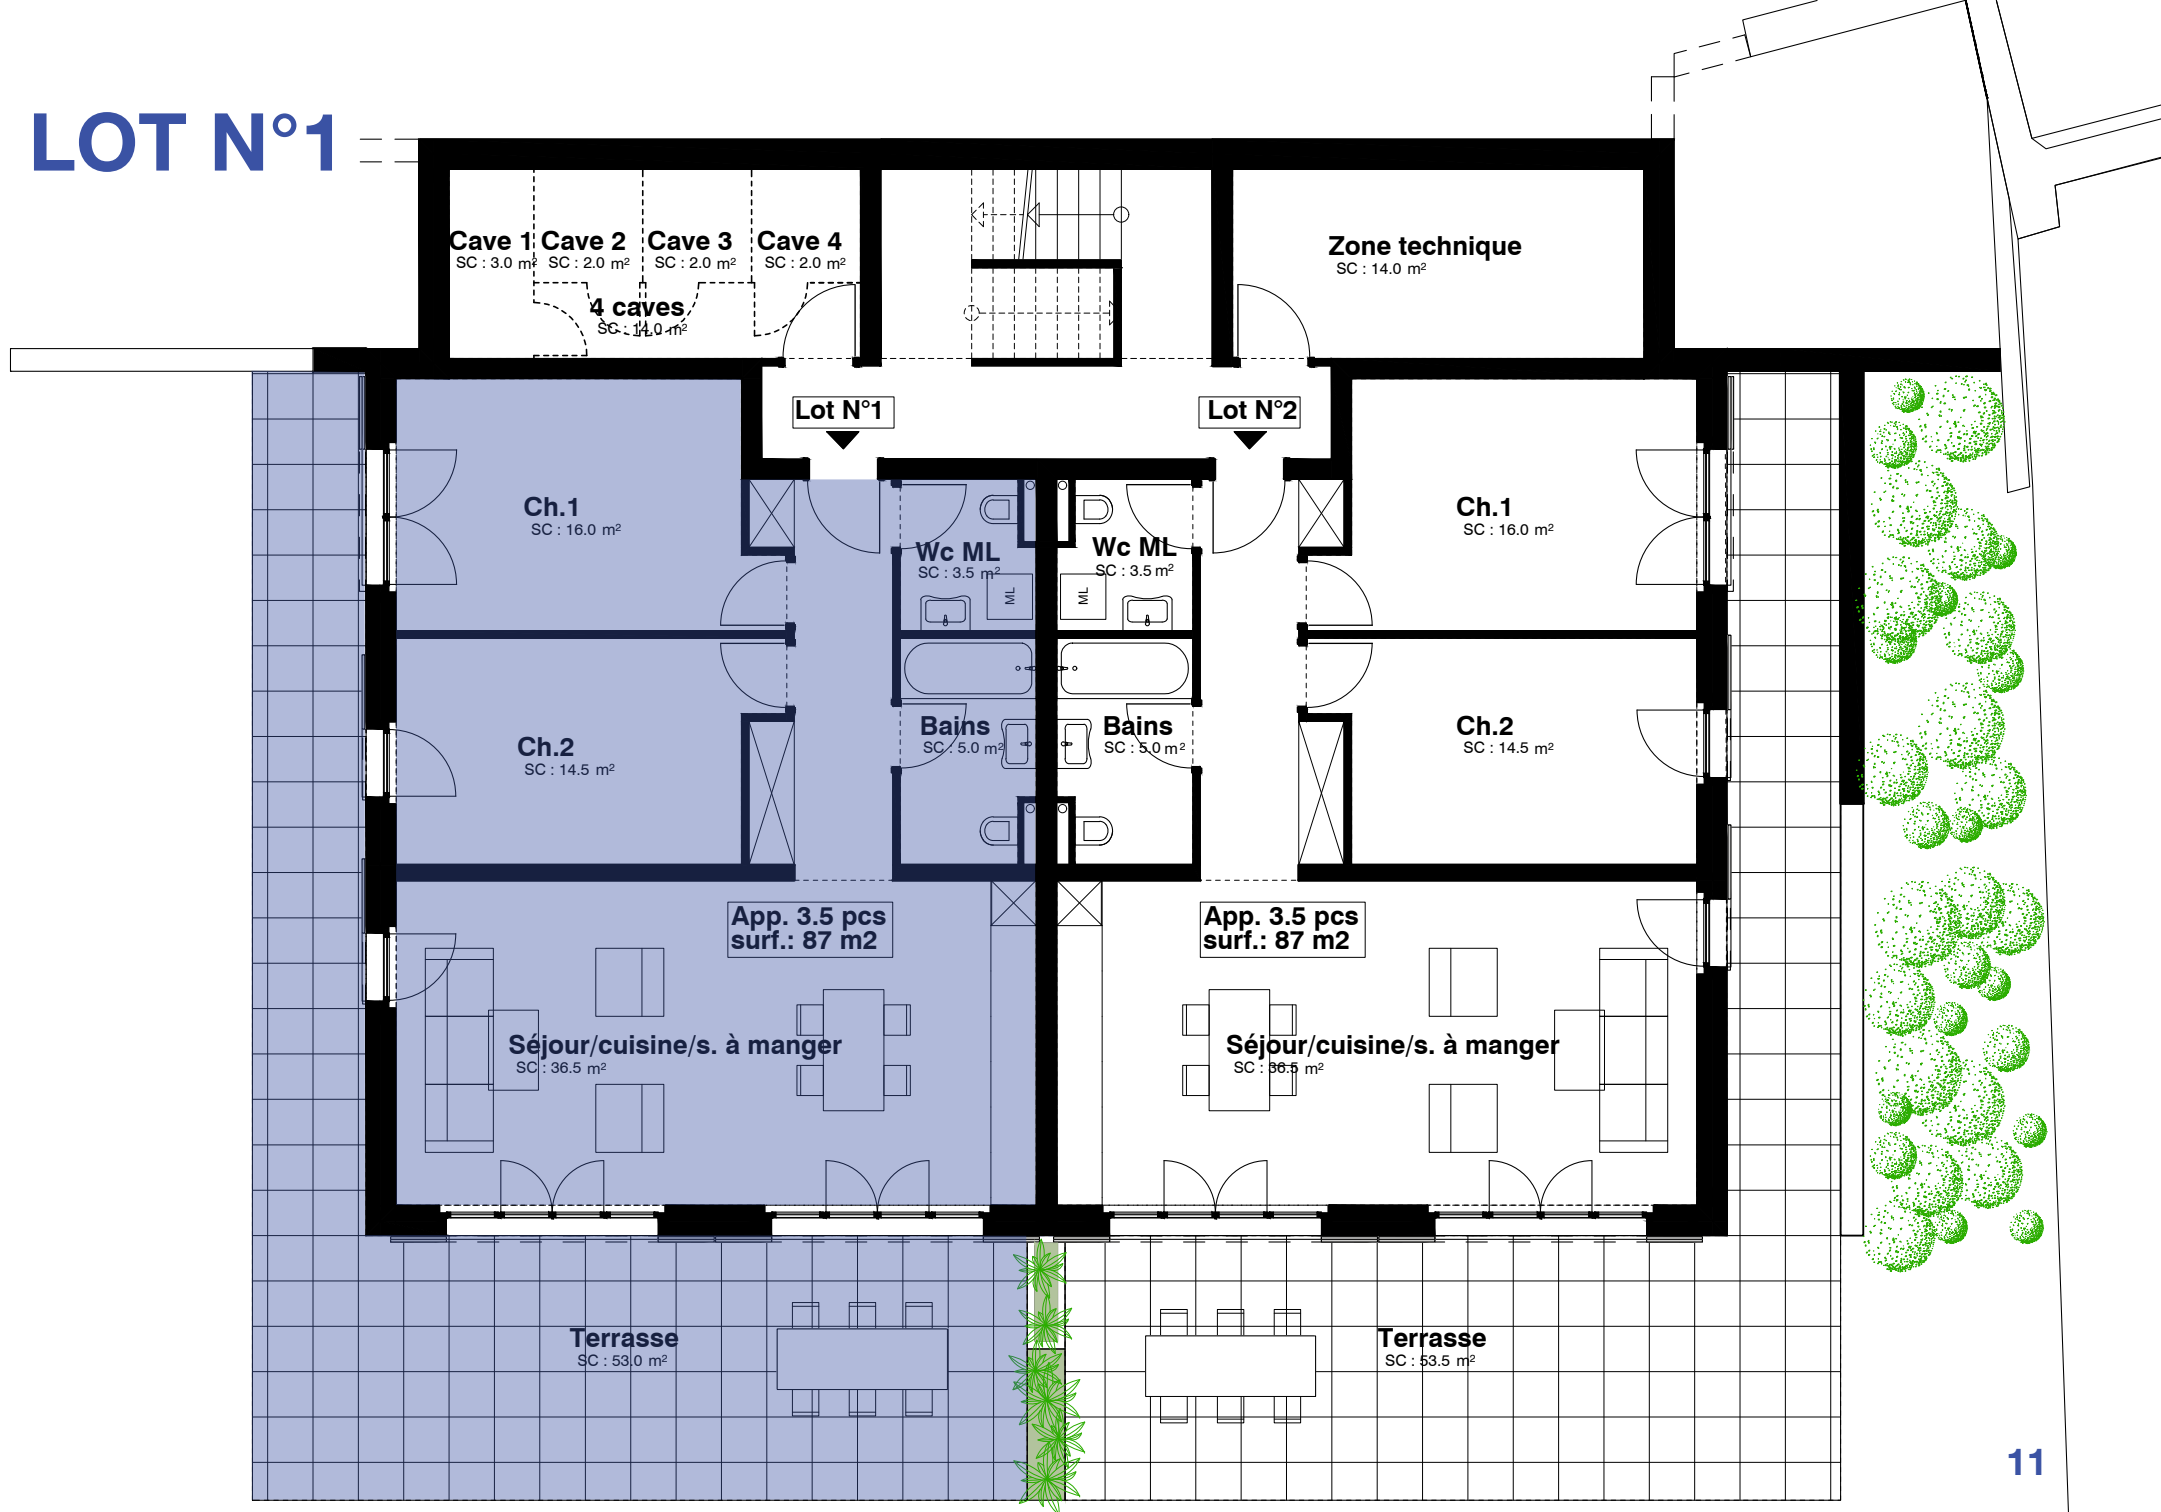 LOT N°1
Cave 1
SC : 3.0 m²
Cave 2
SC : 2.0 m²
Cave 3
SC : 2.0 m²
Cave 4
SC : 2.0 m²
4 caves
SC : 14.0 m²
Zone technique
SC : 14.0 m²
Lot N°1
Lot N°2
Ch.1
SC : 16.0 m²
Wc ML
SC : 3.5 m²
ML
Wc ML
SC : 3.5 m²
ML
Ch.1
SC : 16.0 m²
Ch.2
SC : 14.5 m²
Bains
SC : 5.0 m²
Bains
SC : 5.0 m²
Ch.2
SC : 14.5 m²
App. 3.5 pcs
surf.: 87 m2
App. 3.5 pcs
surf.: 87 m2
Séjour/cuisine/s. à manger
SC : 36.5 m²
Séjour/cuisine/s. à manger
SC : 36.5 m²
Terrasse
SC : 53.0 m²
Terrasse
SC : 53.5 m²
11